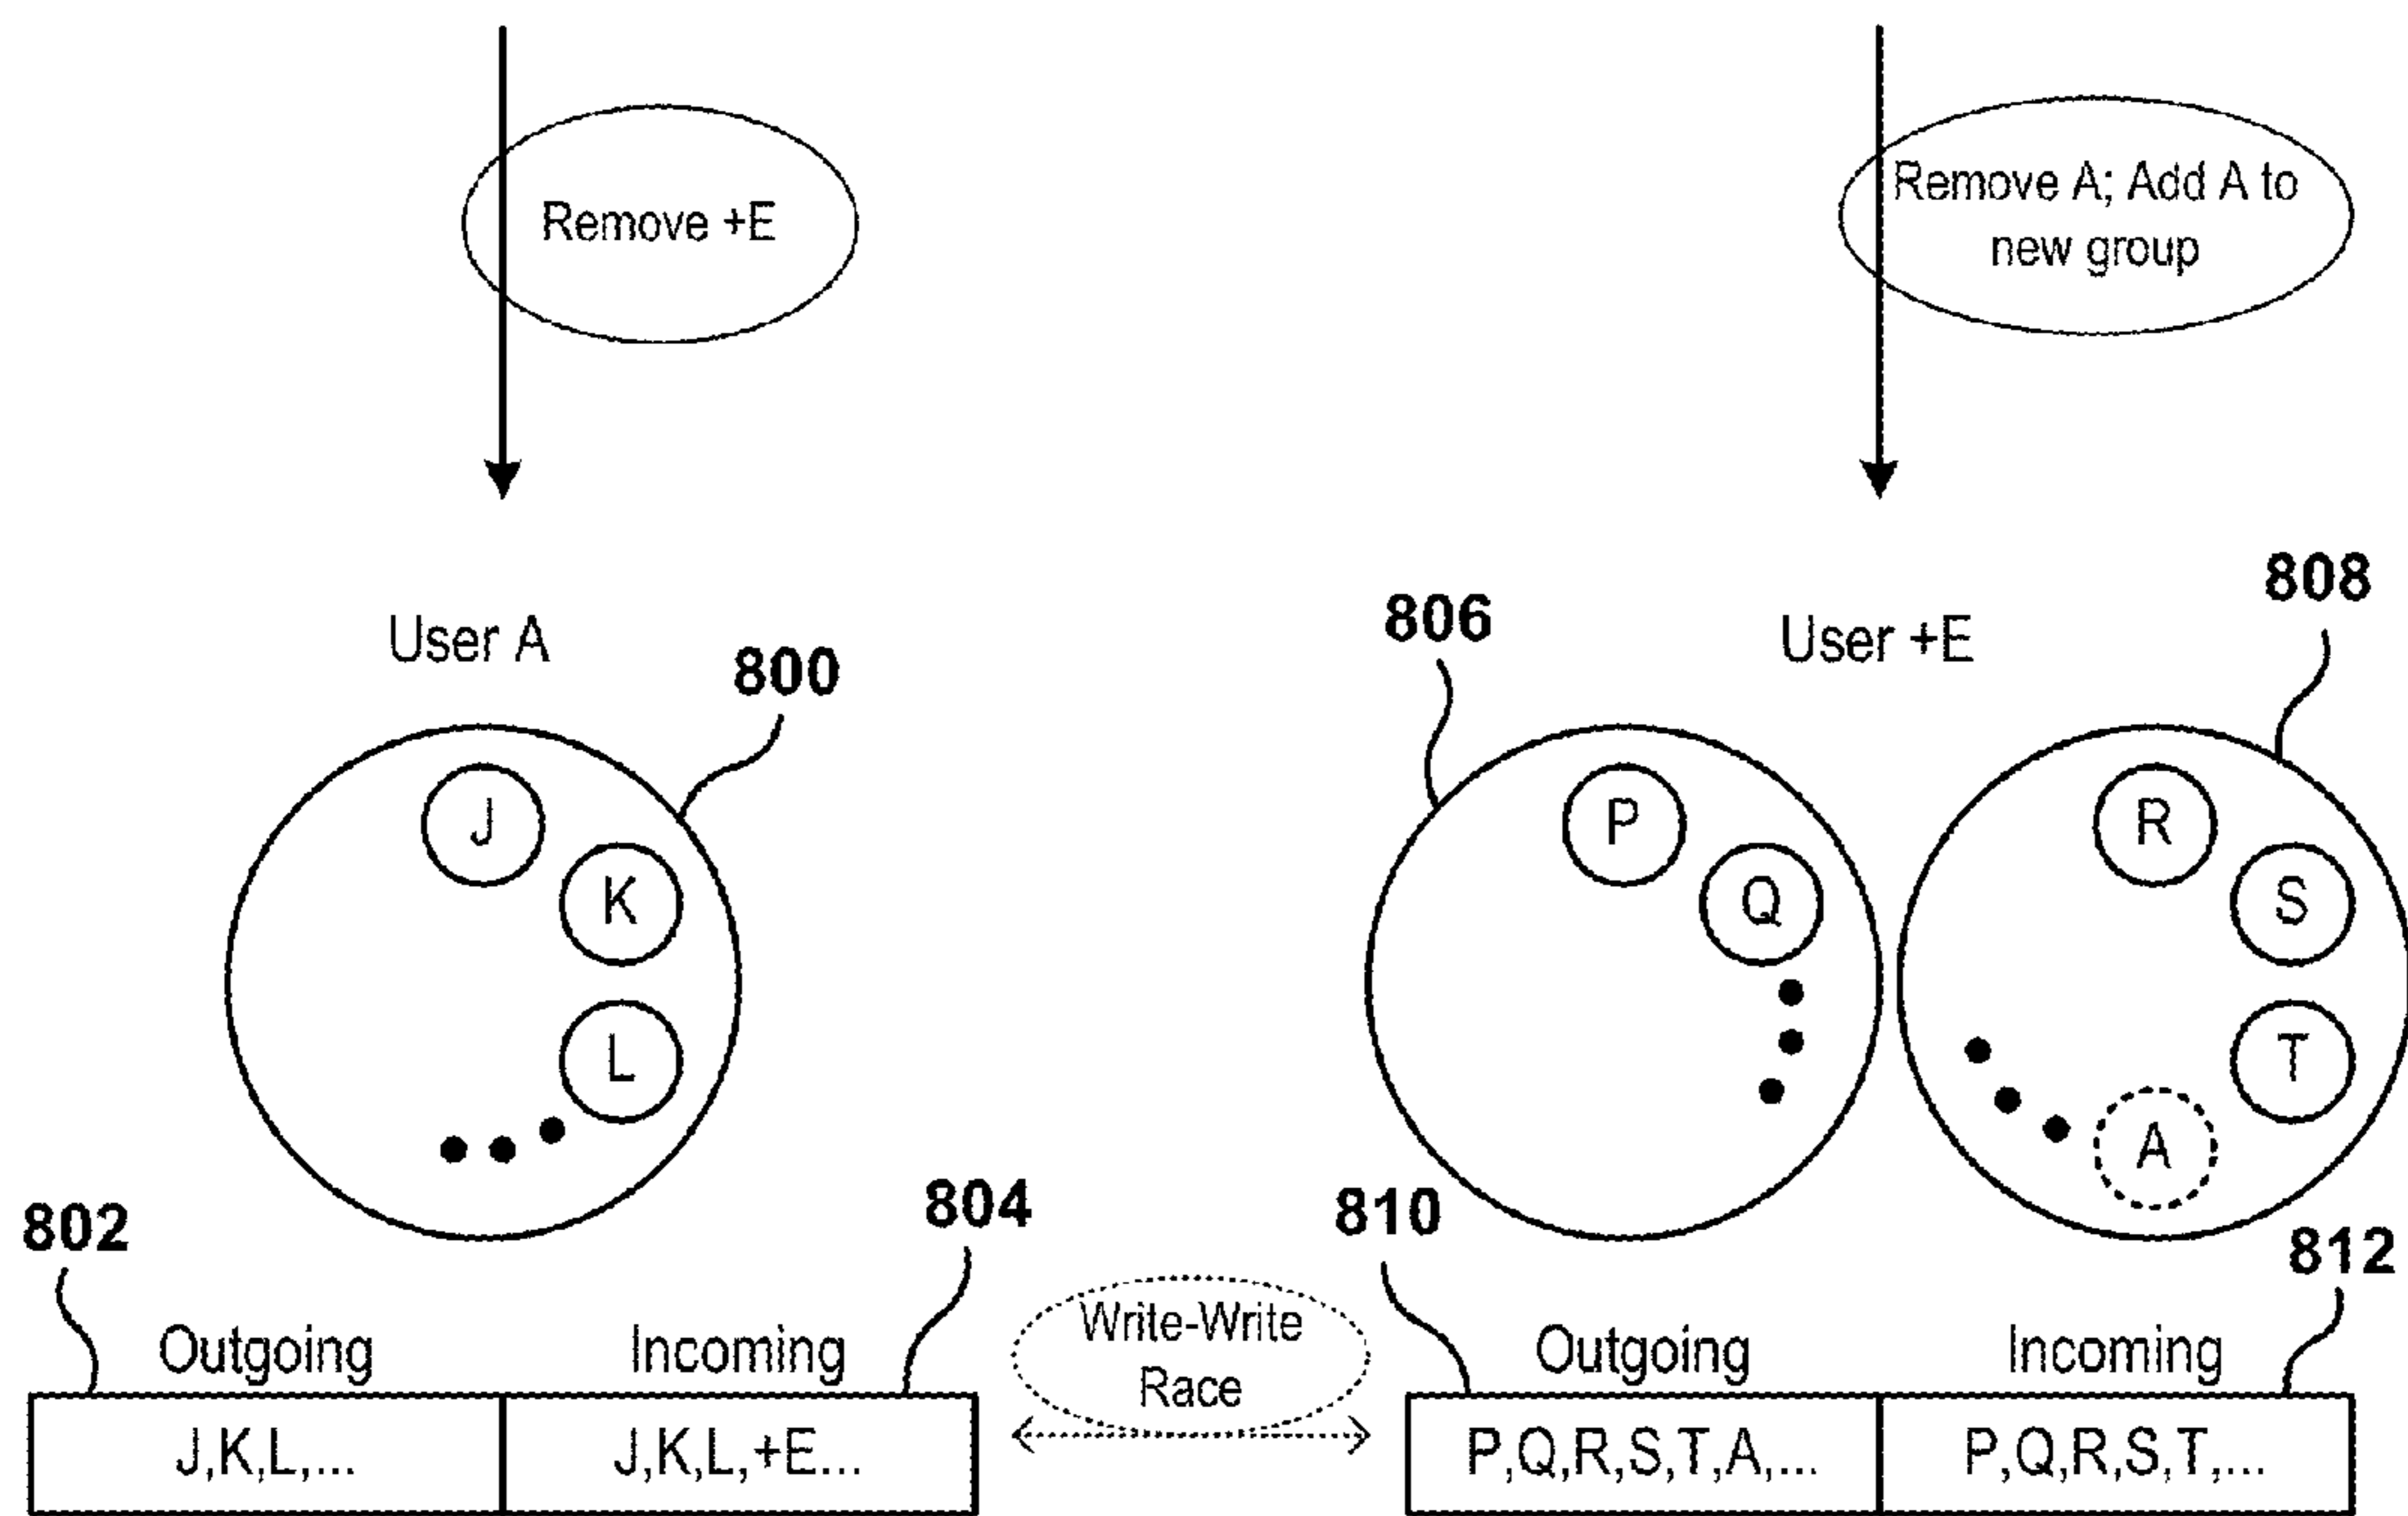 Remove +E
Remove A; Add A to
new group
User A
800
806
User +E
808
J
K
L
P
Q
R
S
T
A
802
804
810
812
Outgoing
Incoming
Write-Write
Race
Outgoing
Incoming
J,K,L,...
J,K,L,+E...
P,Q,R,S,T,A,...
P,Q,R,S,T,...